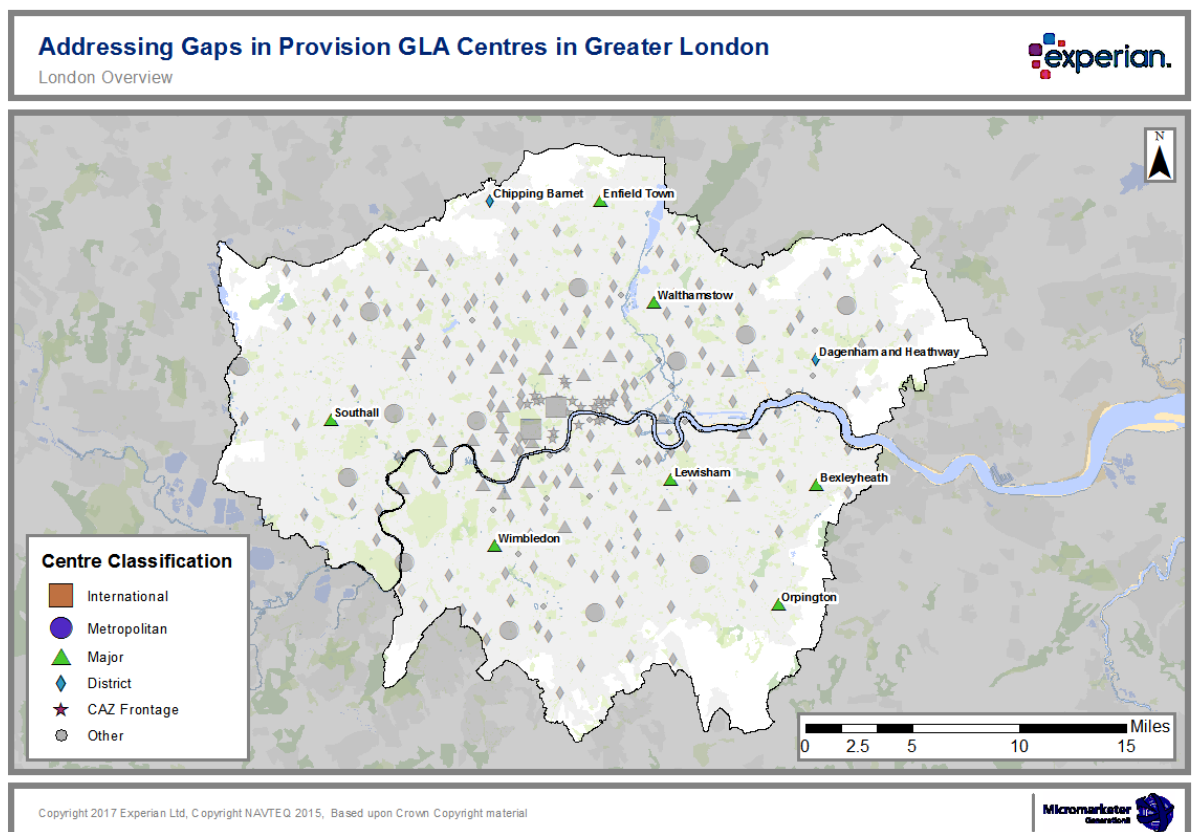 Addressing Gaps in Provision GLA Centres in Greater London
London Overview
experian.
N
Chipping Barnet
Enfield Town
Walthamstow
Dagenham and Heathway
Southall
Lewisham
Bexleyheath
Wimbledon
Orpington
Centre Classification
International
Metropolitan
Major
District
CAZ Frontage
Other
Miles
0 2.5 5 10 15
Copyright 2017 Experian Ltd, Copyright NAVTEQ 2015, Based upon Crown Copyright material
Micromarketer
Generation3